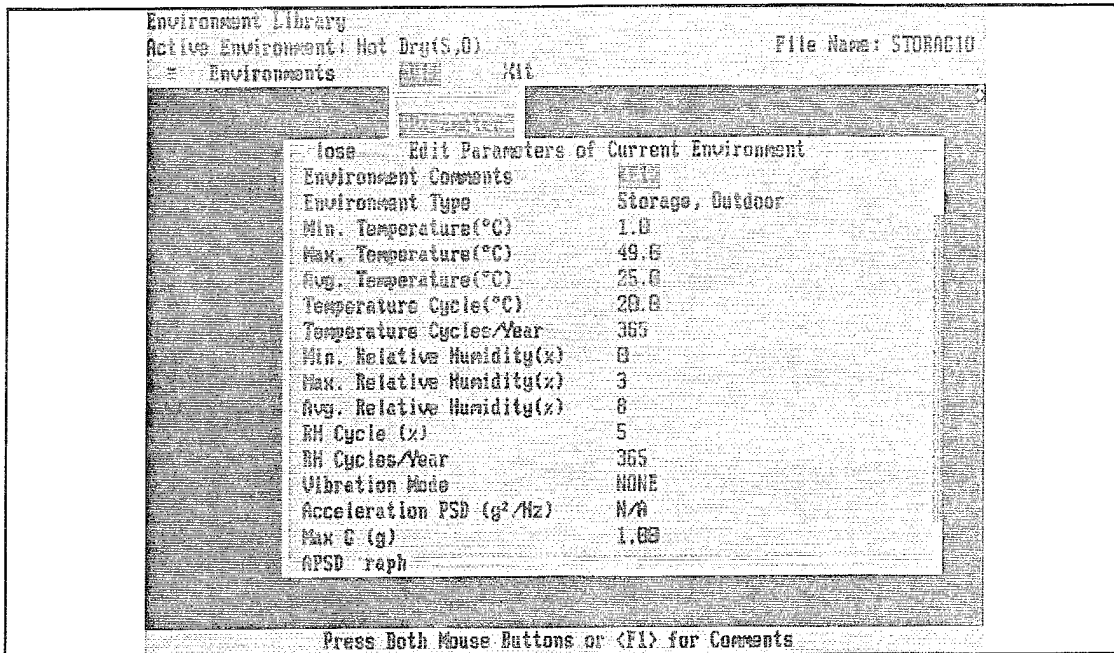 Environment Library
Active Environment: Hot Dry(S,O) File Name: STORAG10
= Environments Edit Xit
lose Edit Parameters of Current Environment
Environment Comments Edit
Environment Type Storage, Outdoor
Min. Temperature(°C) 1.0
Max. Temperature(°C) 49.0
Avg. Temperature(°C) 25.0
Temperature Cycle(°C) 20.0
Temperature Cycles/Year 365
Min. Relative Humidity(%) 0
Max. Relative Humidity(%) 3
Avg. Relative Humidity(%) 8
RH Cycle (%) 5
RH Cycles/Year 365
Vibration Mode NONE
Acceleration PSD (g²/Hz) N/A
Max G (g) 1.00
APSD raph
Press Both Mouse Buttons or <F1> for Comments